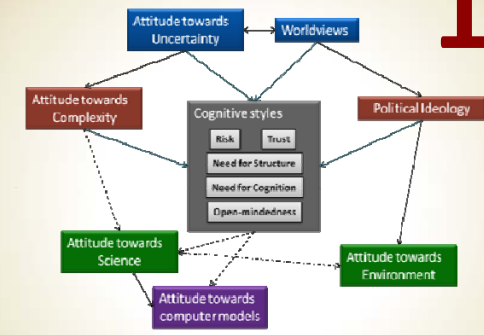 Attitude towards
Uncertainty
Worldviews
Attitude towards
Complexity
Political Ideology
Cognitive styles
Risk
Trust
Need for Structure
Need for Cognition
Open-mindedness
Attitude towards
Science
Attitude towards
Environment
Attitude towards
computer models